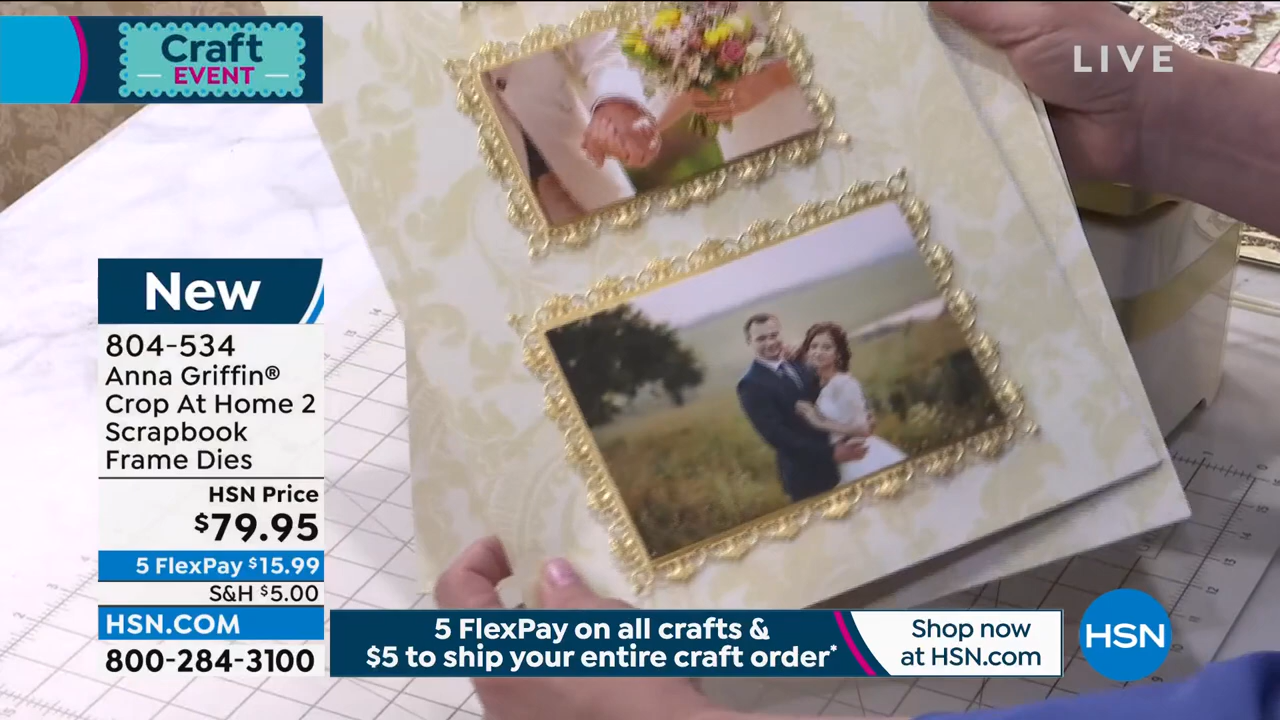 Craft
EVENT
LIVE
New
804-534
Anna Griffin®
Crop At Home 2
Scrapbook
Frame Dies
HSN Price
$79.95
5 FlexPay $15.99
S&H $5.00
HSN.COM
800-284-3100
5 FlexPay on all crafts &
$5 to ship your entire craft order*
Shop now
at HSN.com
HSN